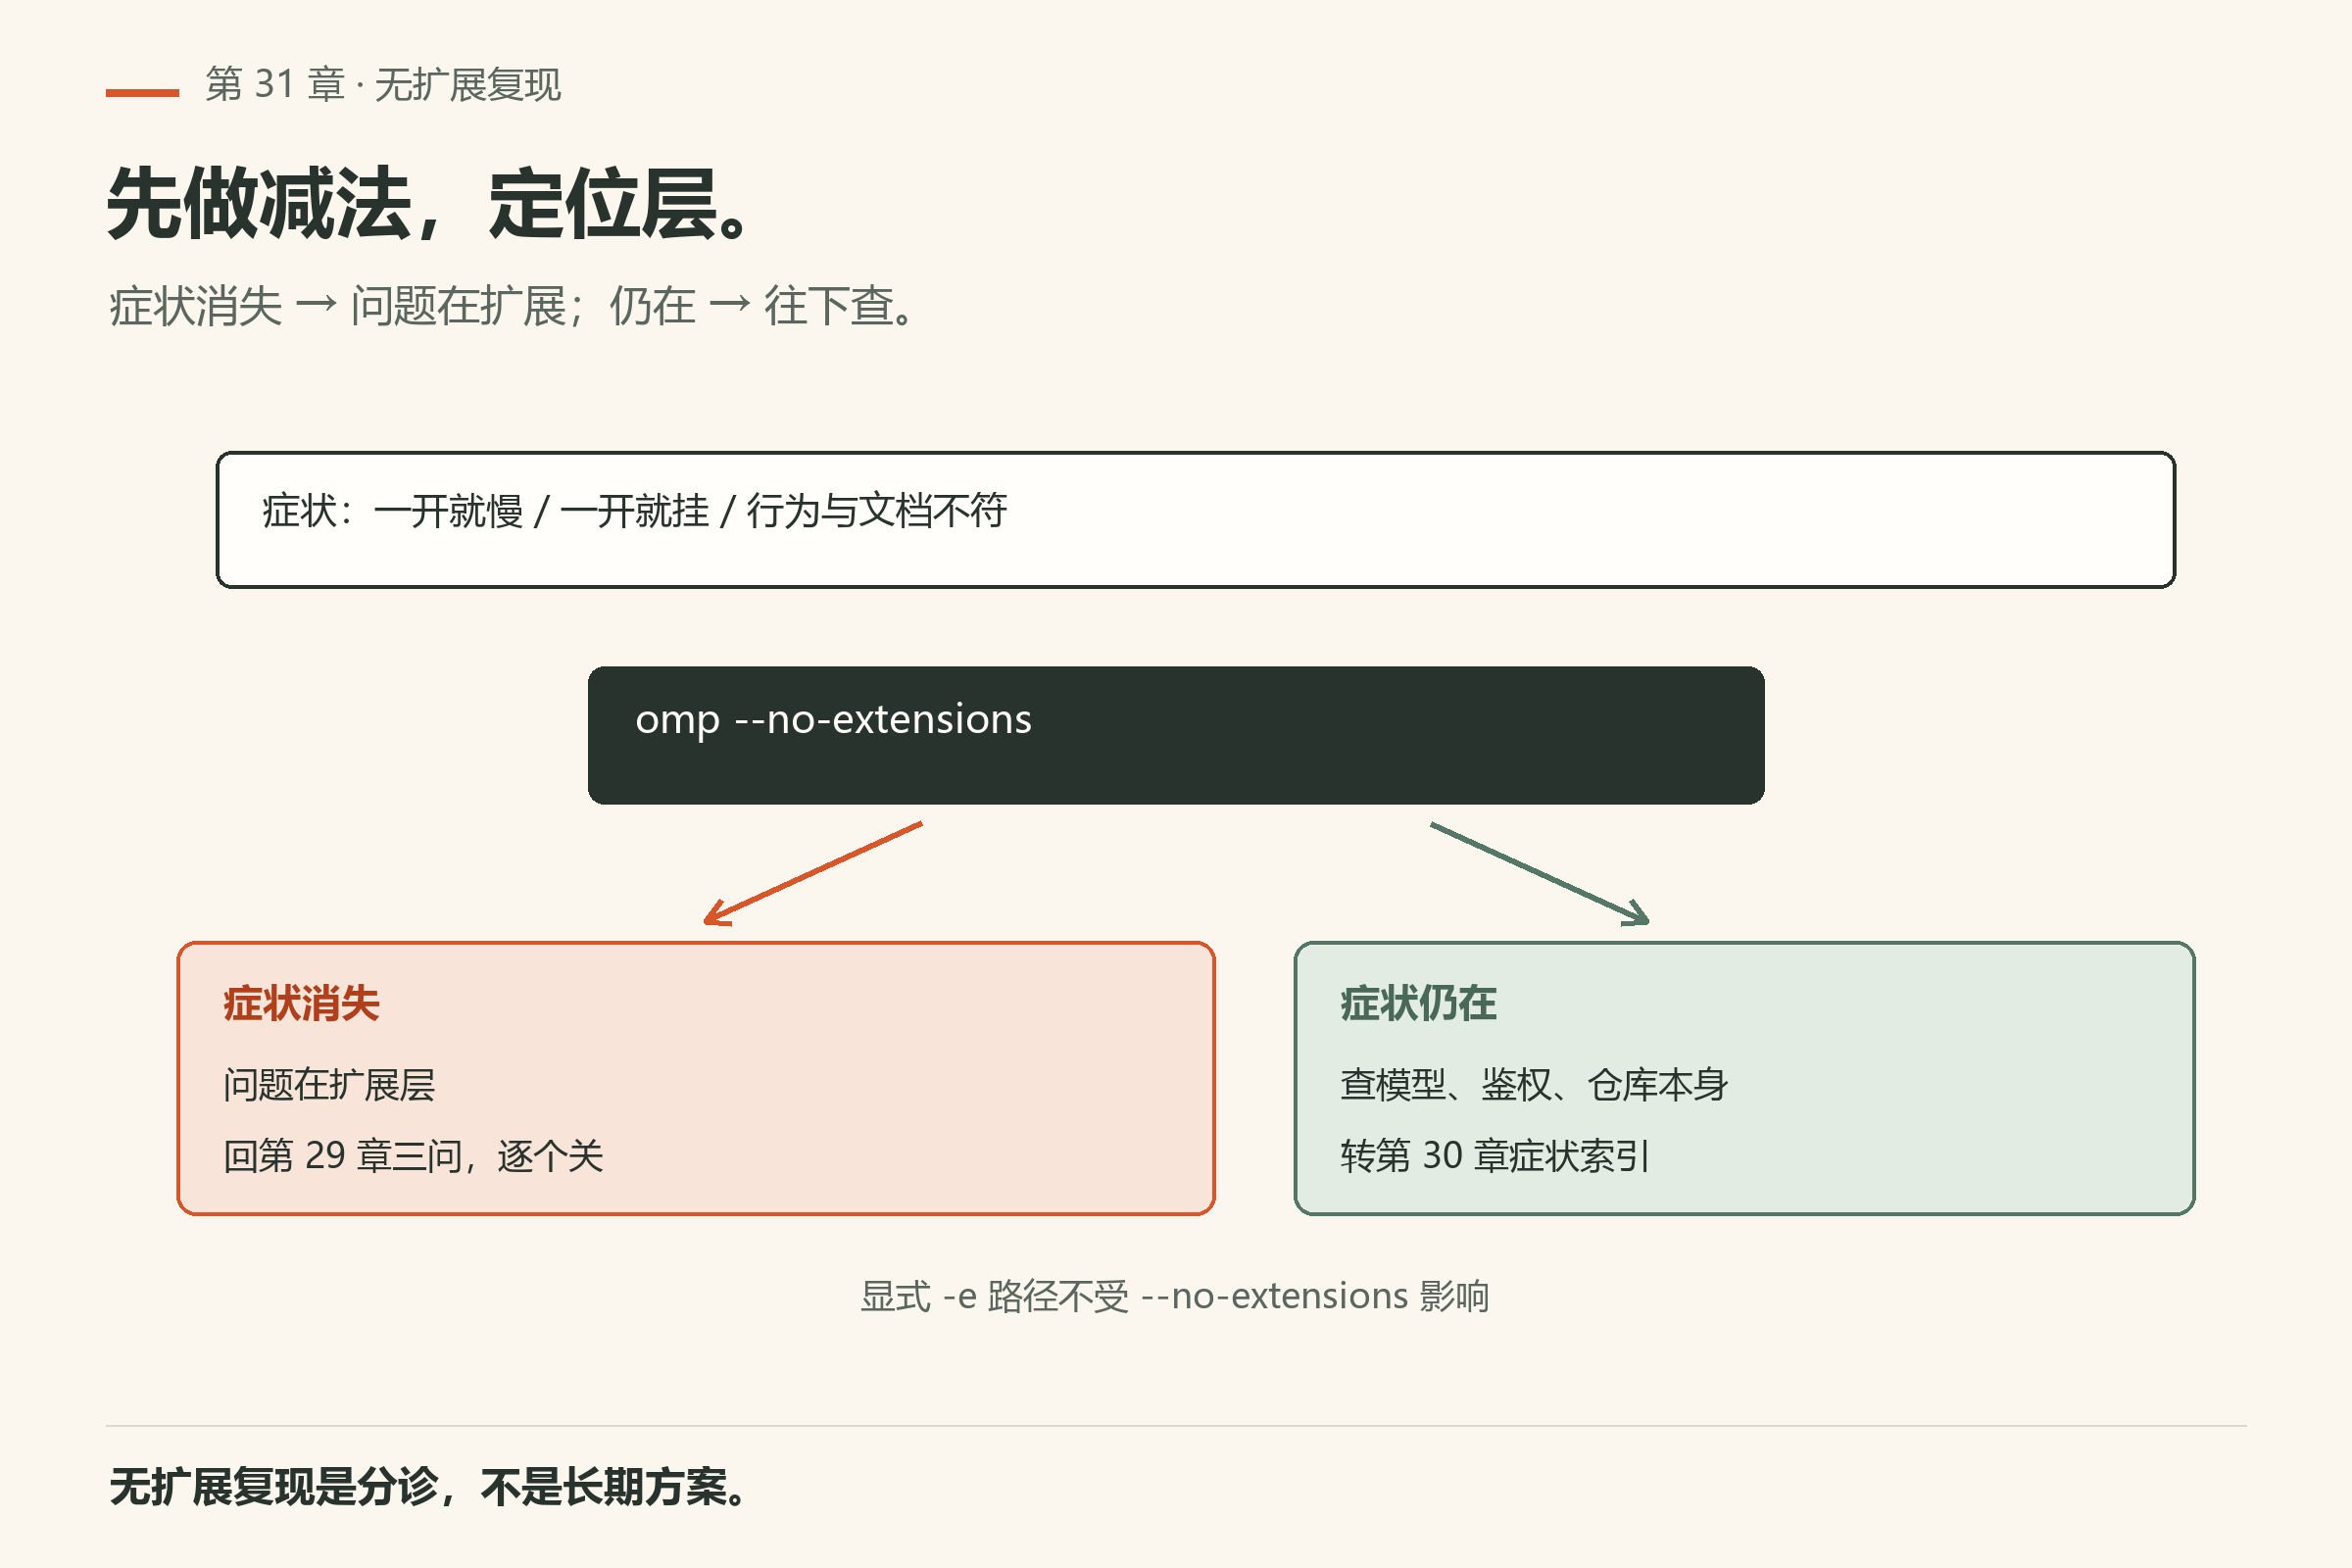 第 31 章 · 无扩展复现
先做减法，定位层。
症状消失 → 问题在扩展；仍在 → 往下查。
症状：一开就慢 / 一开就挂 / 行为与文档不符
omp --no-extensions
症状消失
问题在扩展层
回第 29 章三问，逐个关
症状仍在
查模型、鉴权、仓库本身
转第 30 章症状索引
显式 -e 路径不受 --no-extensions 影响
无扩展复现是分诊，不是长期方案。